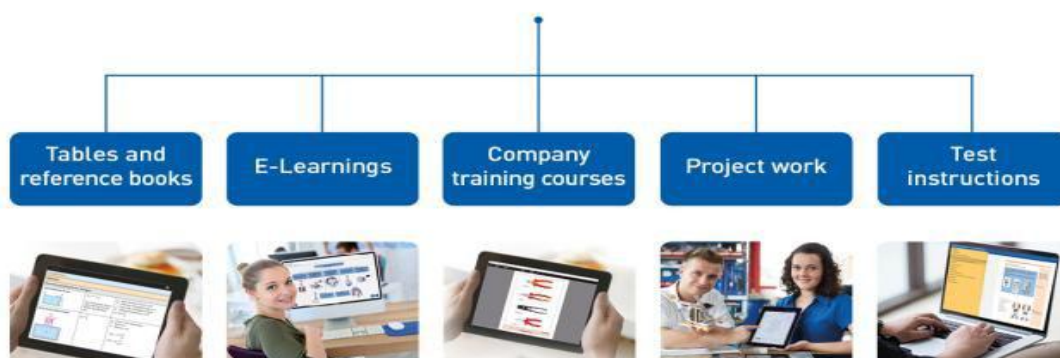 Tables and
reference books
E-Learnings
Company
training courses
Project work
Test
instructions